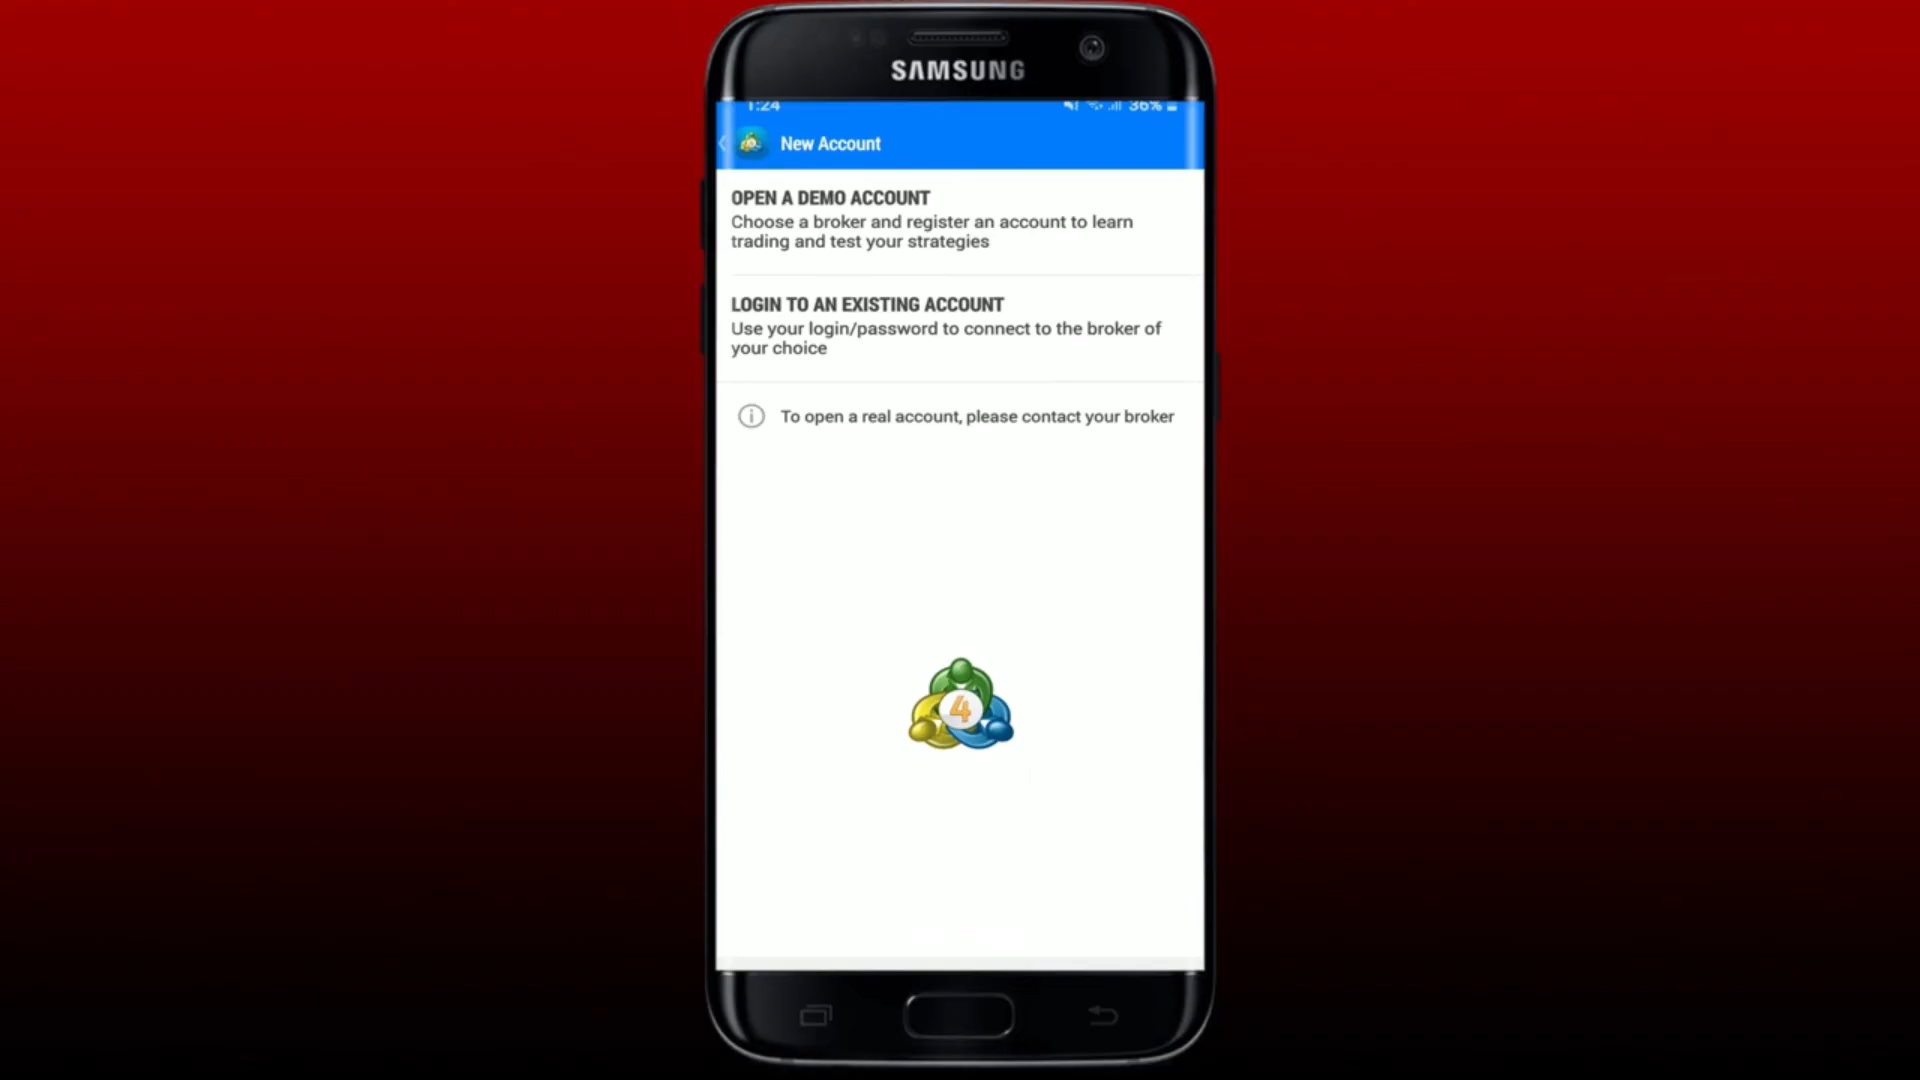 SAMSUNG
1:24 36%
New Account
OPEN A DEMO ACCOUNT
Choose a broker and register an account to learn
trading and test your strategies
LOGIN TO AN EXISTING ACCOUNT
Use your login/password to connect to the broker of
your choice
To open a real account, please contact your broker
4